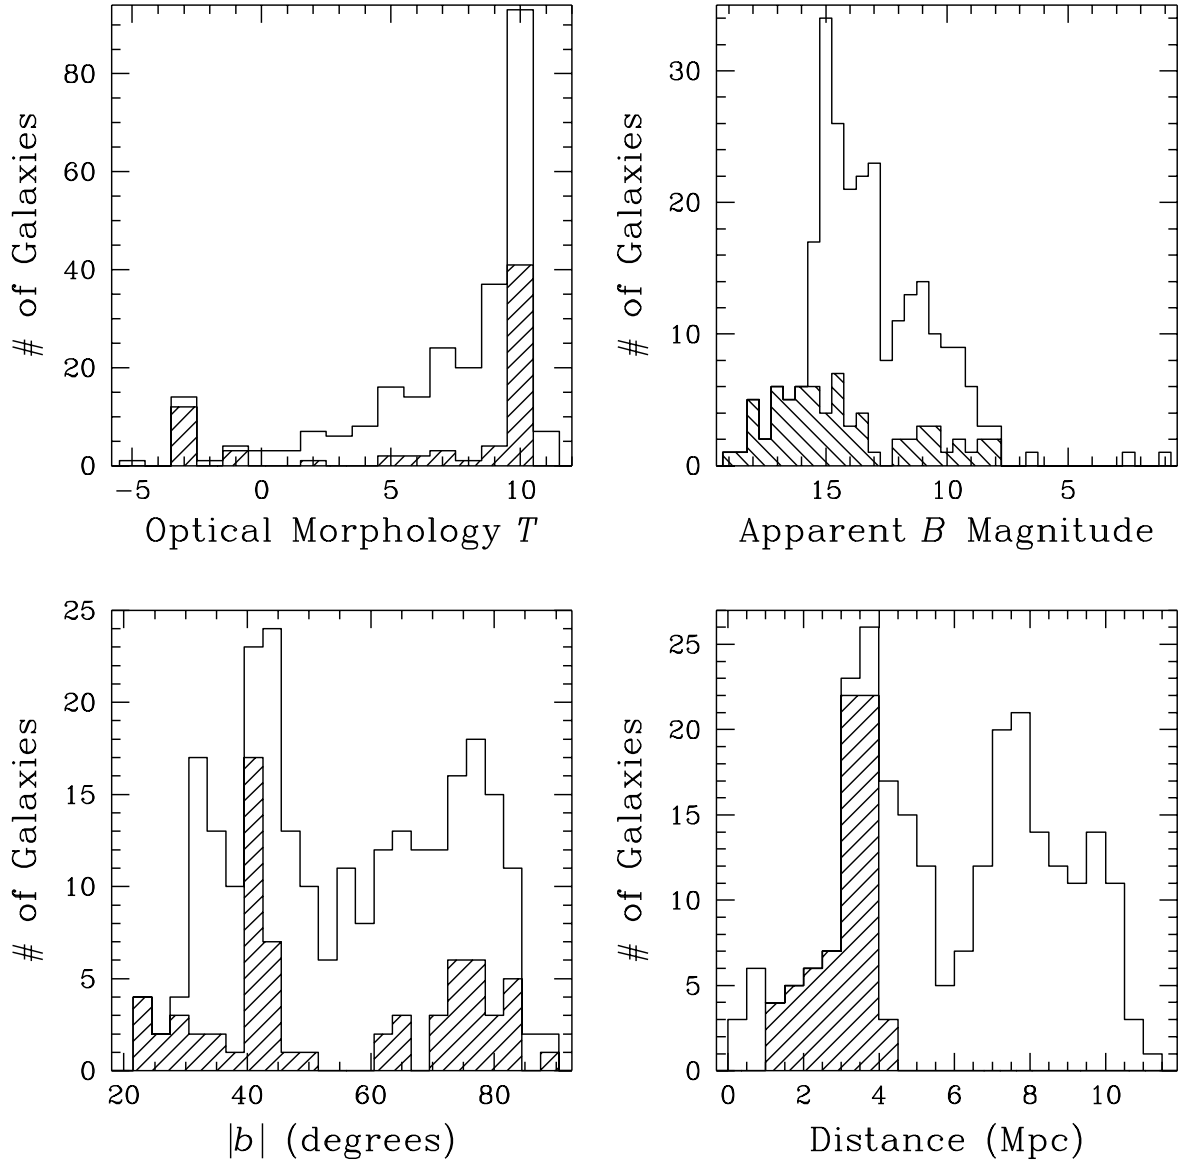 # of Galaxies
80
60
40
20
0
−5 0 5 10
Optical Morphology T
# of Galaxies
30
20
10
0
15 10 5
Apparent B Magnitude
# of Galaxies
25
20
15
10
5
0
20 40 60 80
|b| (degrees)
# of Galaxies
25
20
15
10
5
0
0 2 4 6 8 10
Distance (Mpc)